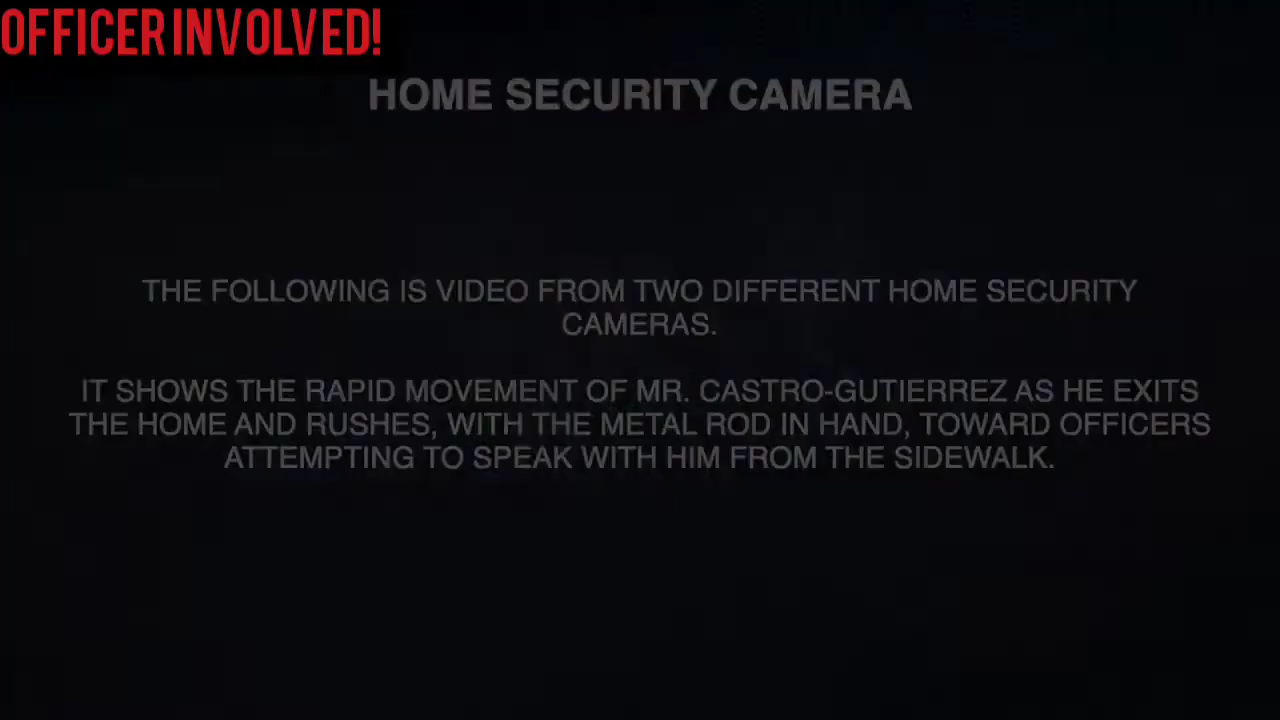 OFFICER INVOLVED!
HOME SECURITY CAMERA
THE FOLLOWING IS VIDEO FROM TWO DIFFERENT HOME SECURITY
CAMERAS.
IT SHOWS THE RAPID MOVEMENT OF MR. CASTRO-GUTIERREZ AS HE EXITS
THE HOME AND RUSHES, WITH THE METAL ROD IN HAND, TOWARD OFFICERS
ATTEMPTING TO SPEAK WITH HIM FROM THE SIDEWALK.